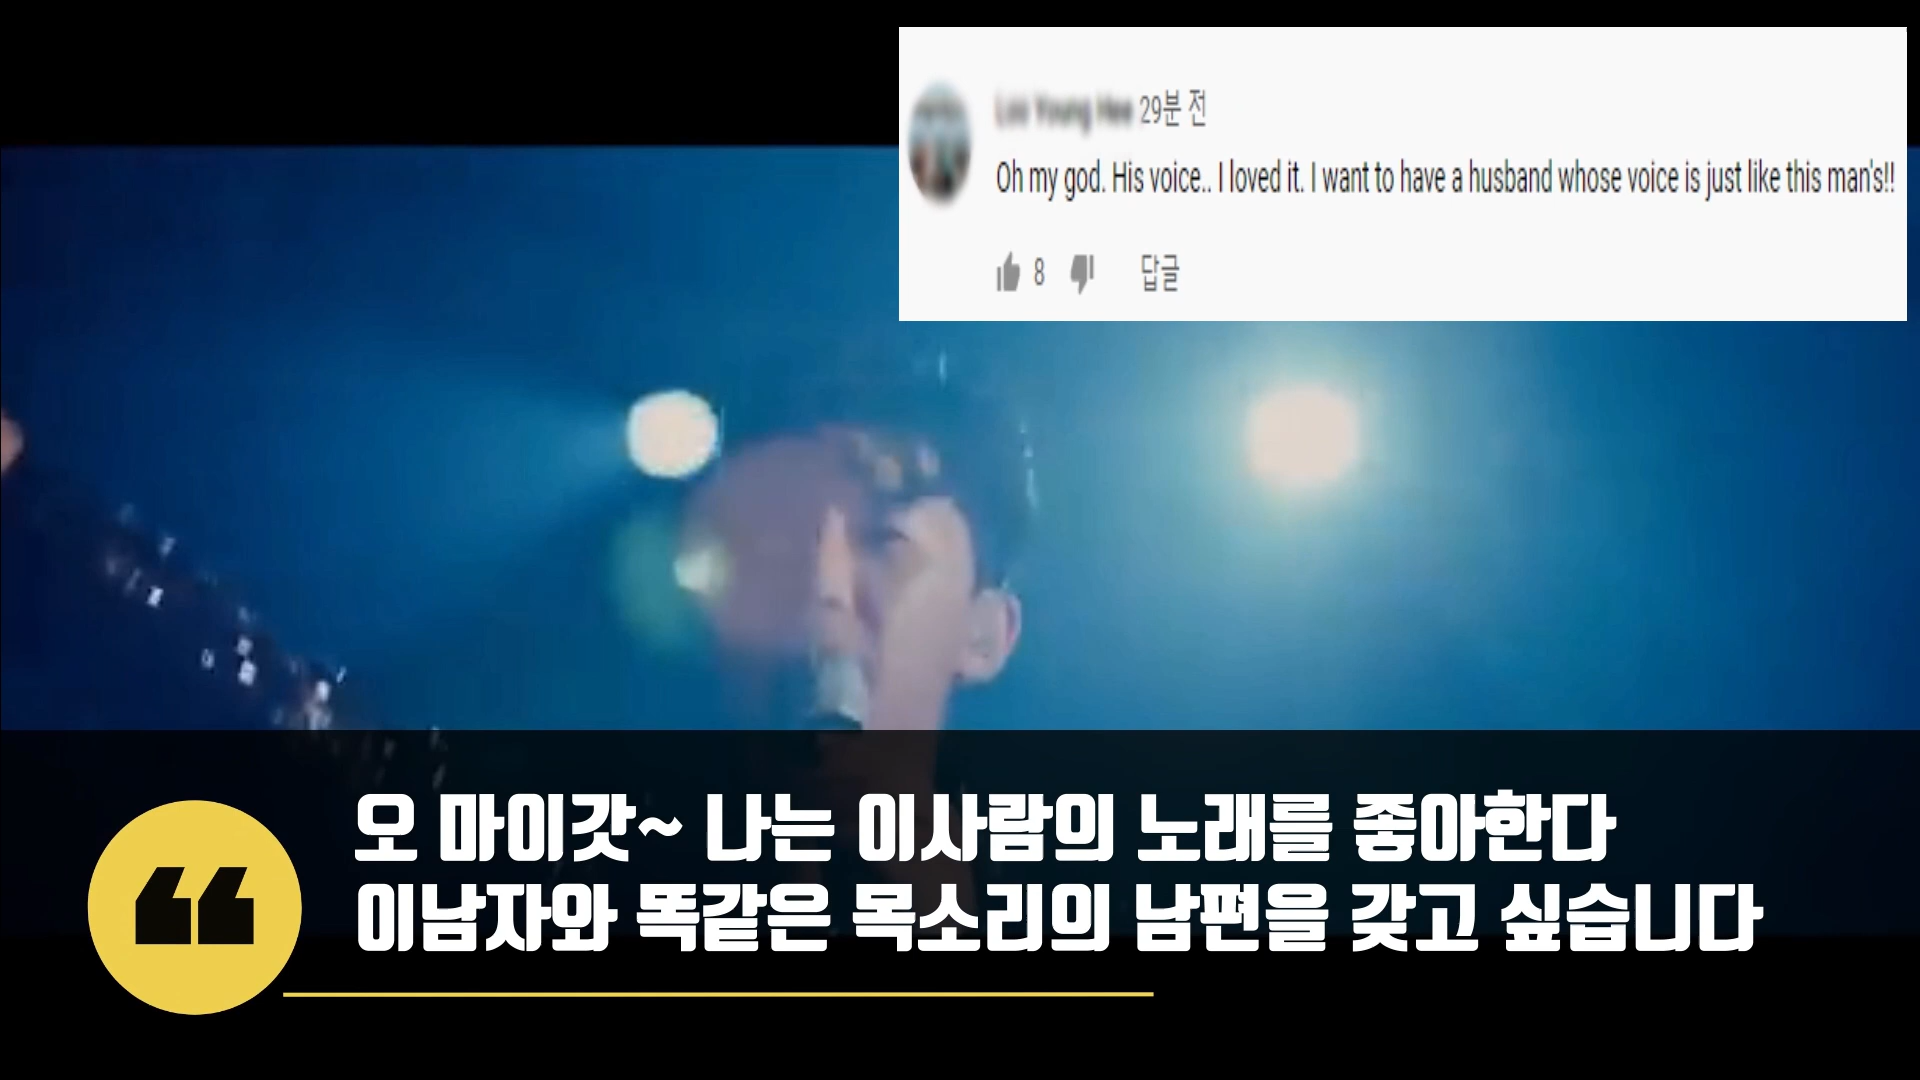 29분 전
Oh my god. His voice.. I loved it. I want to have a husband whose voice is just like this man's!!
8 답글
오 마이갓~ 나는 이사람의 노래를 좋아한다
이남자와 똑같은 목소리의 남편을 갖고 싶습니다